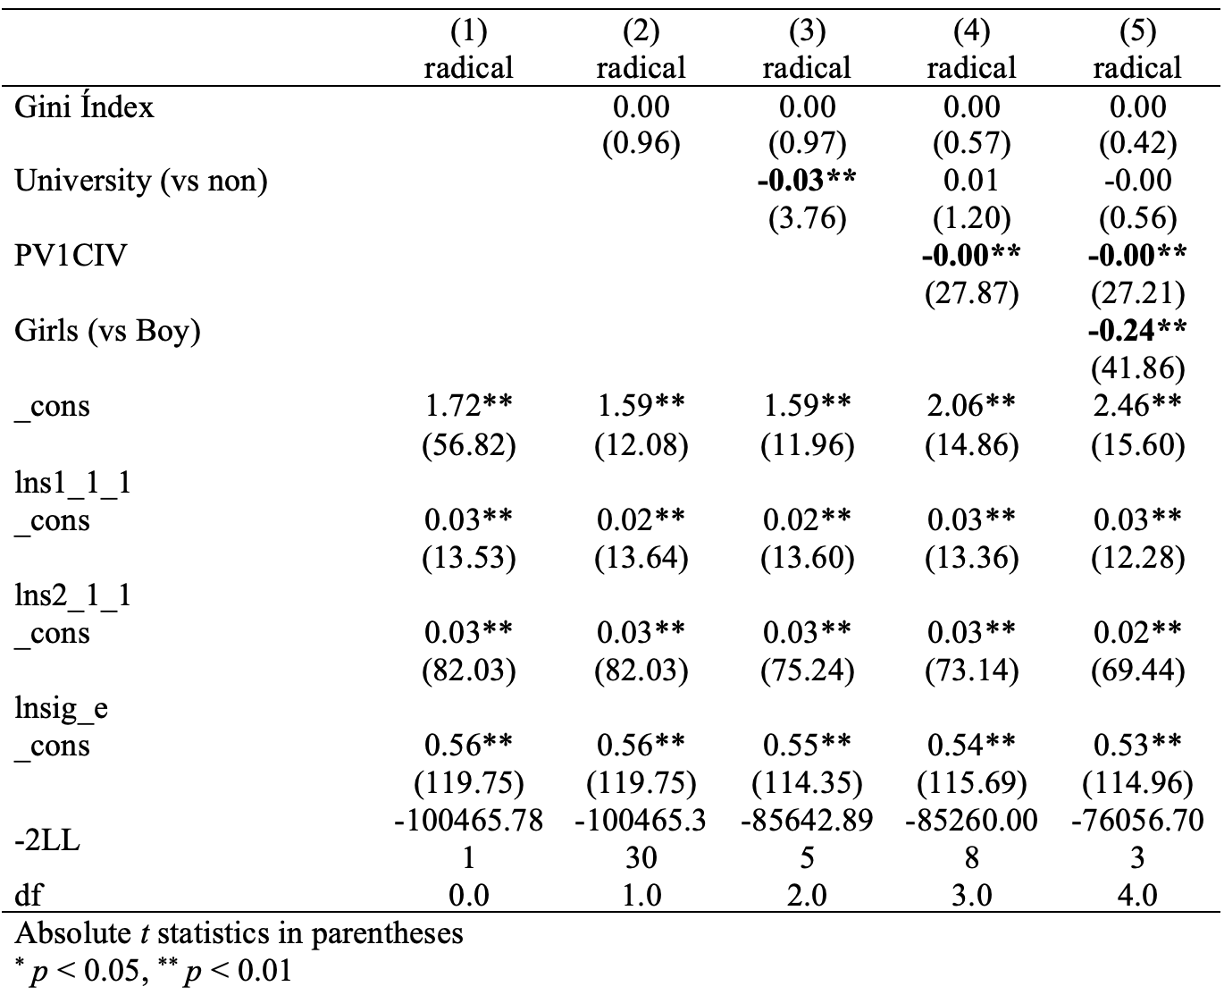 (1) (2) (3) (4) (5)
radical radical radical radical radical
Gini Índex 0.00 0.00 0.00 0.00
(0.96) (0.97) (0.57) (0.42)
University (vs non) -0.03** 0.01 -0.00
(3.76) (1.20) (0.56)
PV1CIV -0.00** -0.00**
(27.87) (27.21)
Girls (vs Boy) -0.24**
(41.86)
_cons 1.72** 1.59** 1.59** 2.06** 2.46**
(56.82) (12.08) (11.96) (14.86) (15.60)
lns1_1_1
_cons 0.03** 0.02** 0.02** 0.03** 0.03**
(13.53) (13.64) (13.60) (13.36) (12.28)
lns2_1_1
_cons 0.03** 0.03** 0.03** 0.03** 0.02**
(82.03) (82.03) (75.24) (73.14) (69.44)
lnsig_e
_cons 0.56** 0.56** 0.55** 0.54** 0.53**
(119.75) (119.75) (114.35) (115.69) (114.96)
-2LL -100465.78 -100465.3 -85642.89 -85260.00 -76056.70
1 30 5 8 3
df 0.0 1.0 2.0 3.0 4.0
Absolute t statistics in parentheses
* p < 0.05, ** p < 0.01